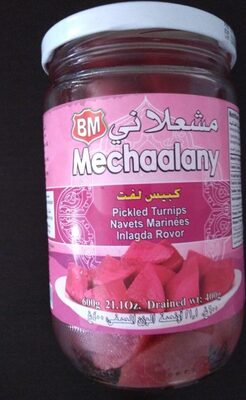 BM
مشعلاني
Mechaalany
كبيس لفت
Pickled Turnips
Navets Marinées
Inlagda Rovor
600g. 21.1Oz. Drained wt: 400g